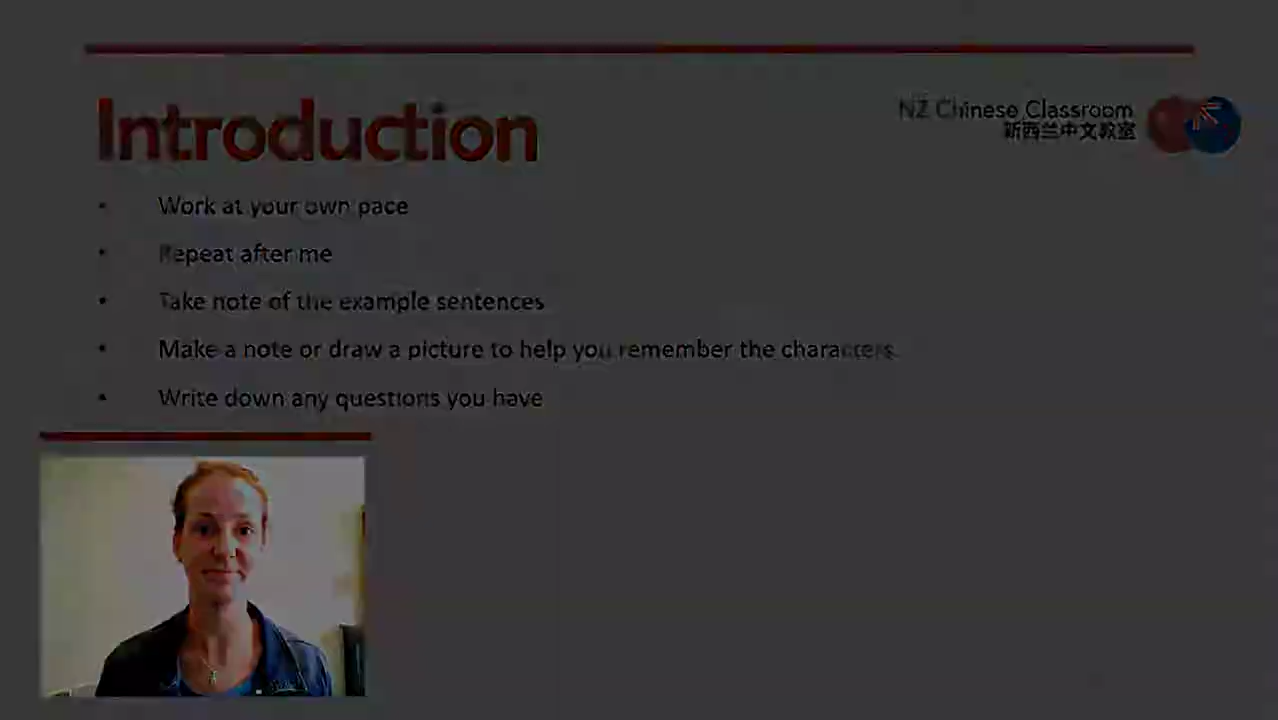 Introduction
NZ Chinese Classroom
新西兰中文教室
• Work at your own pace
• Repeat after me
• Take note of the example sentences
• Make a note or draw a picture to help you remember the characters
• Write down any questions you have